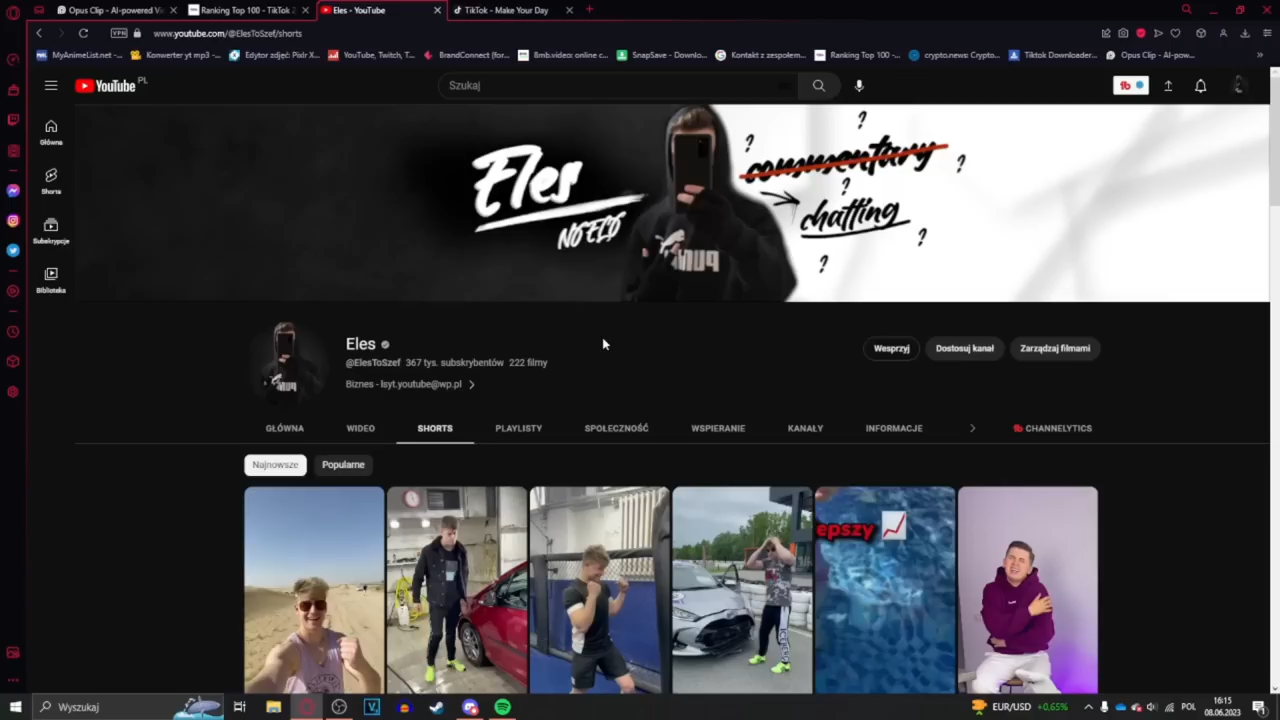 Opus Clip - AI-powered Vi
Ranking Top 100 - TikTok z
Eles - YouTube
TikTok - Make Your Day
VPN
www.youtube.com/@ElesToSzef/shorts
MyAnimeList.net -...
Konwerter yt mp3 -...
Edytor zdjęć: Pixlr X...
YouTube, Twitch, T...
BrandConnect (for...
8mb.video: online c...
SnapSave - Downlo...
Kontakt z zespołem...
Ranking Top 100 -...
crypto.news: Crypto...
Tiktok Downloader...
Opus Clip - AI-pow...
YouTube PL
Szukaj
Główna
Shorts
Subskrypcje
Biblioteka
Eles
NO ELO
PUMA
commentary
chatting
? ? ? ? ? ?
Eles
@ElesToSzef 367 tys. subskrybentów 222 filmy
Biznes - lsyt.youtube@wp.pl
Wesprzyj
Dostosuj kanał
Zarządzaj filmami
GŁÓWNA
WIDEO
SHORTS
PLAYLISTY
SPOŁECZNOŚĆ
WSPIERANIE
KANAŁY
INFORMACJE
CHANNELYTICS
Najnowsze
Popularne
epszy
Wyszukaj
EUR/USD +0,65%
POL
16:15
08.06.2023